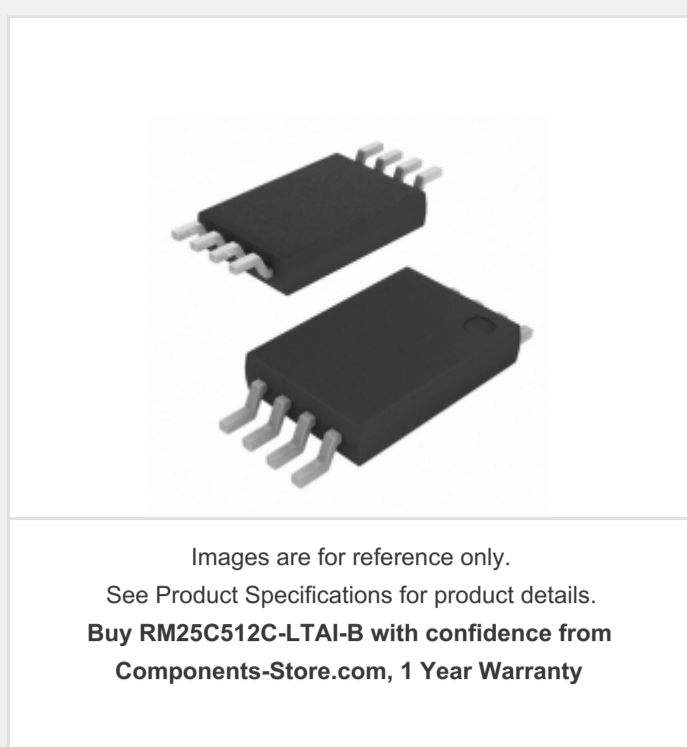 Images are for reference only.
See Product Specifications for product details.
Buy RM25C512C-LTAI-B with confidence from
Components-Store.com, 1 Year Warranty